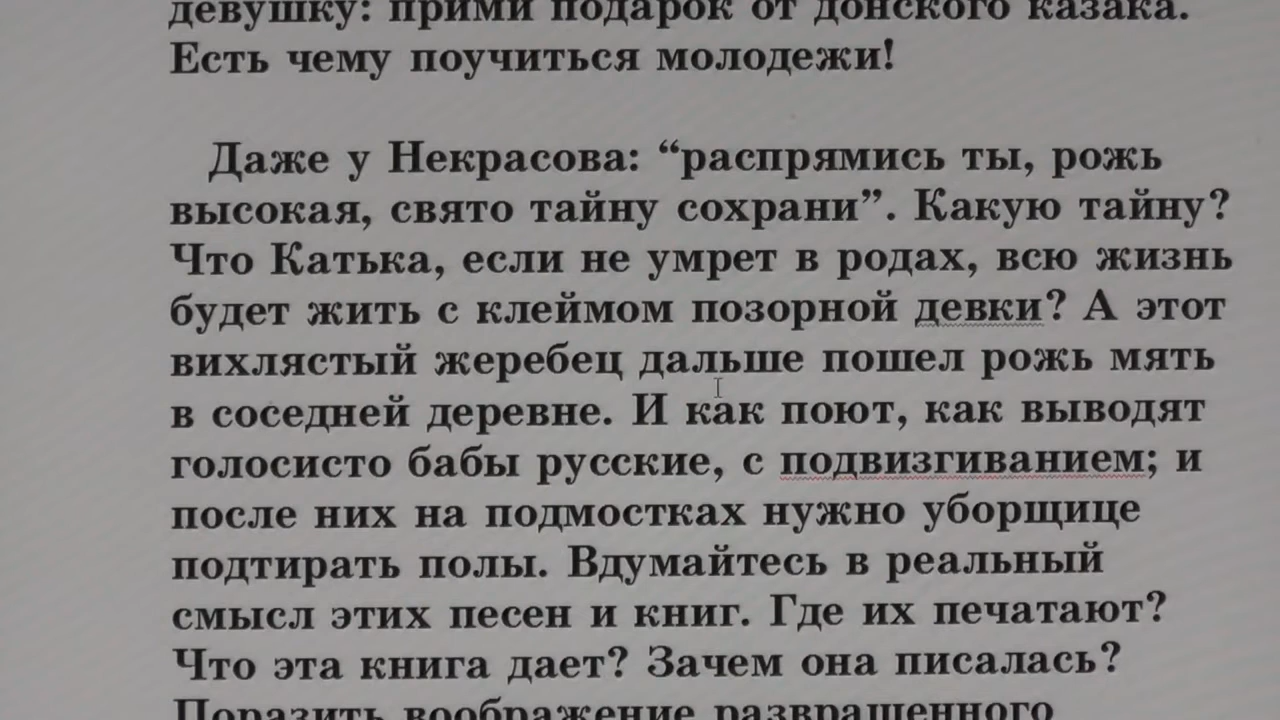 девушку: прими подарок от донского казака.
Есть чему поучиться молодежи!
Даже у Некрасова: “распрямись ты, рожь
высокая, свято тайну сохрани”. Какую тайну?
Что Катька, если не умрет в родах, всю жизнь
будет жить с клеймом позорной девки? А этот
вихлястый жеребец дальше пошел рожь мять
в соседней деревне. И как поют, как выводят
голосисто бабы русские, с подвизгиванием; и
после них на подмостках нужно уборщице
подтирать полы. Вдумайтесь в реальный
смысл этих песен и книг. Где их печатают?
Что эта книга дает? Зачем она писалась?
Поразить воображение развращенного